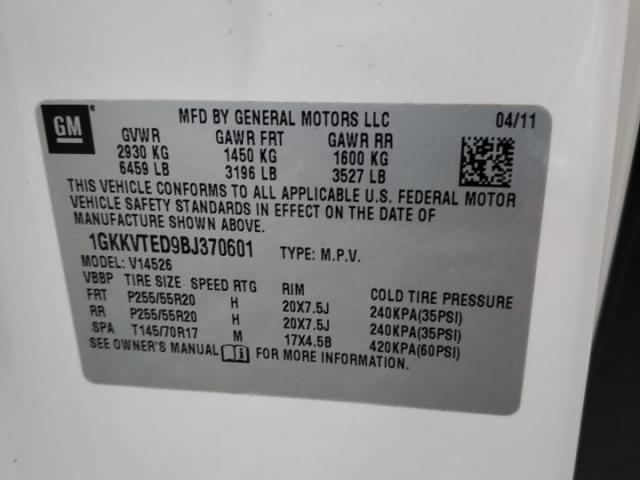 GM
MFD BY GENERAL MOTORS LLC 04/11
GVWR GAWR FRT GAWR RR
2930 KG 1450 KG 1600 KG
6459 LB 3196 LB 3527 LB
THIS VEHICLE CONFORMS TO ALL APPLICABLE U.S. FEDERAL MOTOR
VEHICLE SAFETY STANDARDS IN EFFECT ON THE DATE OF
MANUFACTURE SHOWN ABOVE.
1GKKVTED9BJ370601 TYPE: M.P.V.
MODEL: V14526
VBBP TIRE SIZE SPEED RTG RIM COLD TIRE PRESSURE
FRT P255/55R20 H 20X7.5J 240KPA(35PSI)
RR P255/55R20 H 20X7.5J 240KPA(35PSI)
SPA T145/70R17 M 17X4.5B 420KPA(60PSI)
SEE OWNER'S MANUAL FOR MORE INFORMATION.